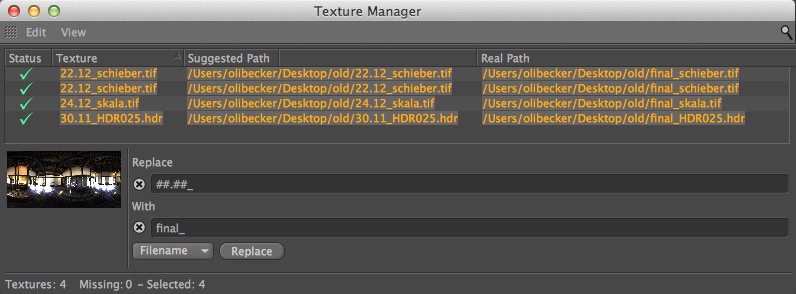 Texture Manager
Edit View
Status Texture Suggested Path Real Path
22.12_schieber.tif /Users/olibecker/Desktop/old/22.12_schieber.tif /Users/olibecker/Desktop/old/final_schieber.tif
22.12_schieber.tif /Users/olibecker/Desktop/old/22.12_schieber.tif /Users/olibecker/Desktop/old/final_schieber.tif
24.12_skala.tif /Users/olibecker/Desktop/old/24.12_skala.tif /Users/olibecker/Desktop/old/final_skala.tif
30.11_HDR025.hdr /Users/olibecker/Desktop/old/30.11_HDR025.hdr /Users/olibecker/Desktop/old/final_HDR025.hdr
Replace
##.##_
With
final_
Filename Replace
Textures: 4 Missing: 0 - Selected: 4